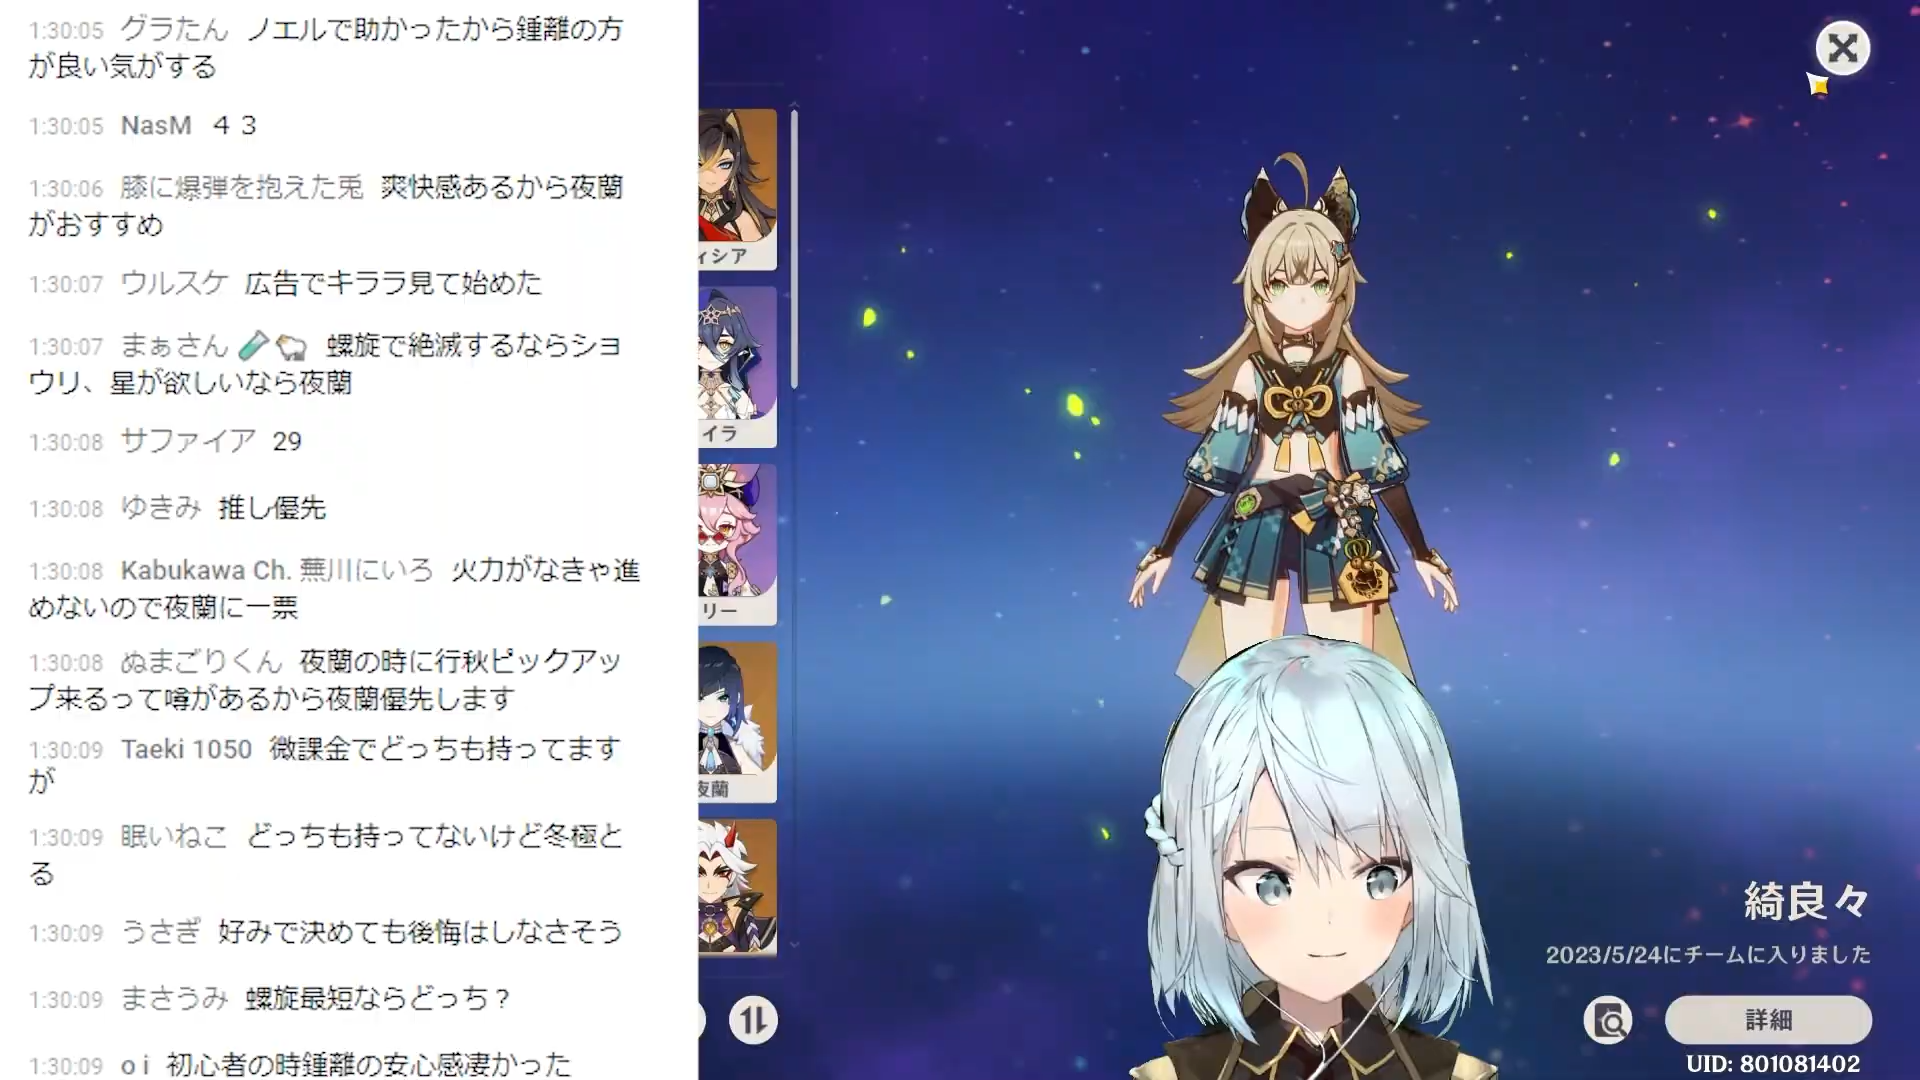 1:30:05 グラたん ノエルで助かったから鍾離の方
が良い気がする
1:30:05 NasM ４３
1:30:06 膝に爆弾を抱えた兎 爽快感あるから夜蘭
がおすすめ
1:30:07 ウルスケ 広告でキララ見て始めた
1:30:07 まぁさん🧪🐑 螺旋で絶滅するならショ
ウリ、星が欲しいなら夜蘭
1:30:08 サファイア 29
1:30:08 ゆきみ 推し優先
1:30:08 Kabukawa Ch. 蕪川にいろ 火力がなきゃ進
めないので夜蘭に一票
1:30:08 ぬまごりくん 夜蘭の時に行秋ピックアッ
プ来るって噂があるから夜蘭優先します
1:30:09 Taeki 1050 微課金でどっちも持ってます
が
1:30:09 眠いねこ どっちも持ってないけど冬極と
る
1:30:09 うさぎ 好みで決めても後悔はしなさそう
1:30:09 まさうみ 螺旋最短ならどっち？
1:30:09 o i 初心者の時鍾離の安心感凄かった
ィシア
イラ
リー
夜蘭
綺良々
2023/5/24にチームに入りました
詳細
UID: 801081402